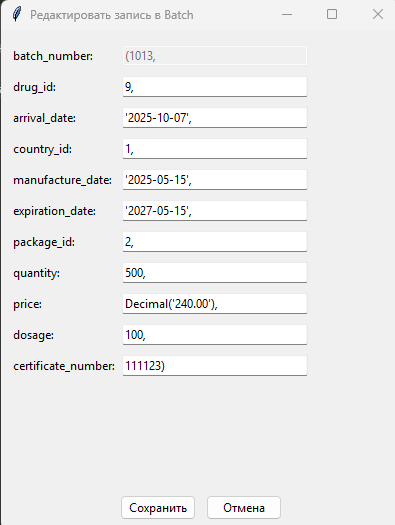 Редактировать запись в Batch
batch_number: (1013,
drug_id: 9,
arrival_date: '2025-10-07',
country_id: 1,
manufacture_date: '2025-05-15',
expiration_date: '2027-05-15',
package_id: 2,
quantity: 500,
price: Decimal('240.00'),
dosage: 100,
certificate_number: 111123)
Сохранить Отмена